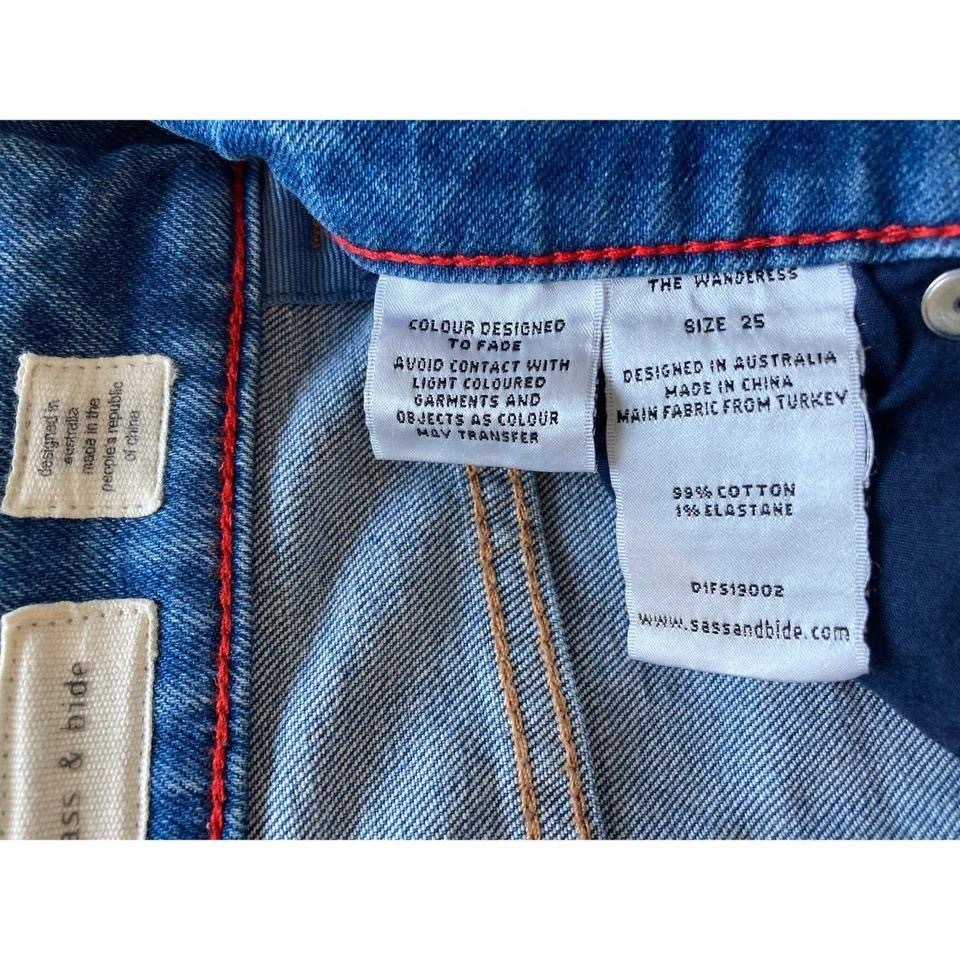 designed in
australia
made in the
people's republic
of china
ass & bide
COLOUR DESIGNED
TO FADE
AVOID CONTACT WITH
LIGHT COLOURED
GARMENTS AND
OBJECTS AS COLOUR
MAY TRANSFER
THE WANDERESS
SIZE 25
DESIGNED IN AUSTRALIA
MADE IN CHINA
MAIN FABRIC FROM TURKEY
99% COTTON
1% ELASTANE
D1FS19002
www.sassandbide.com